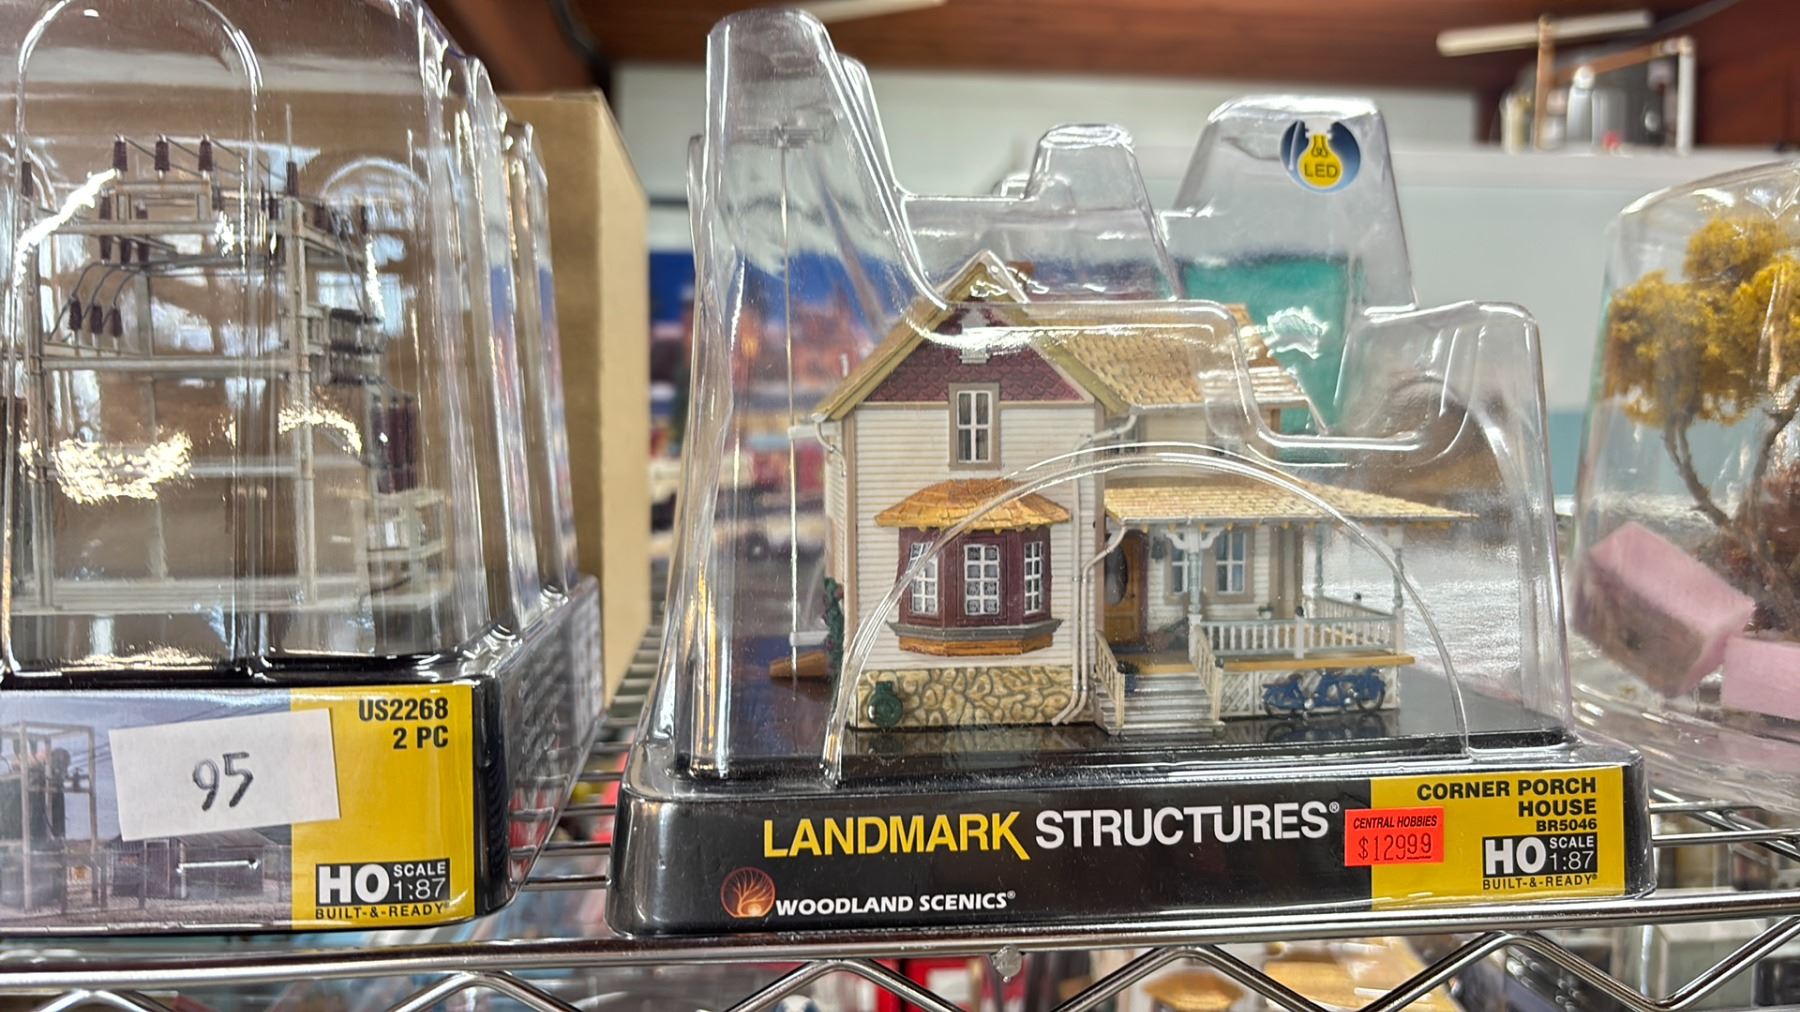 95
US2268
2 PC
HO SCALE
1:87
BUILT-&-READY®
LED
LANDMARK STRUCTURES®
WOODLAND SCENICS®
CENTRAL HOBBIES
$129.99
CORNER PORCH
HOUSE
BR5046
HO SCALE
1:87
BUILT-&-READY®